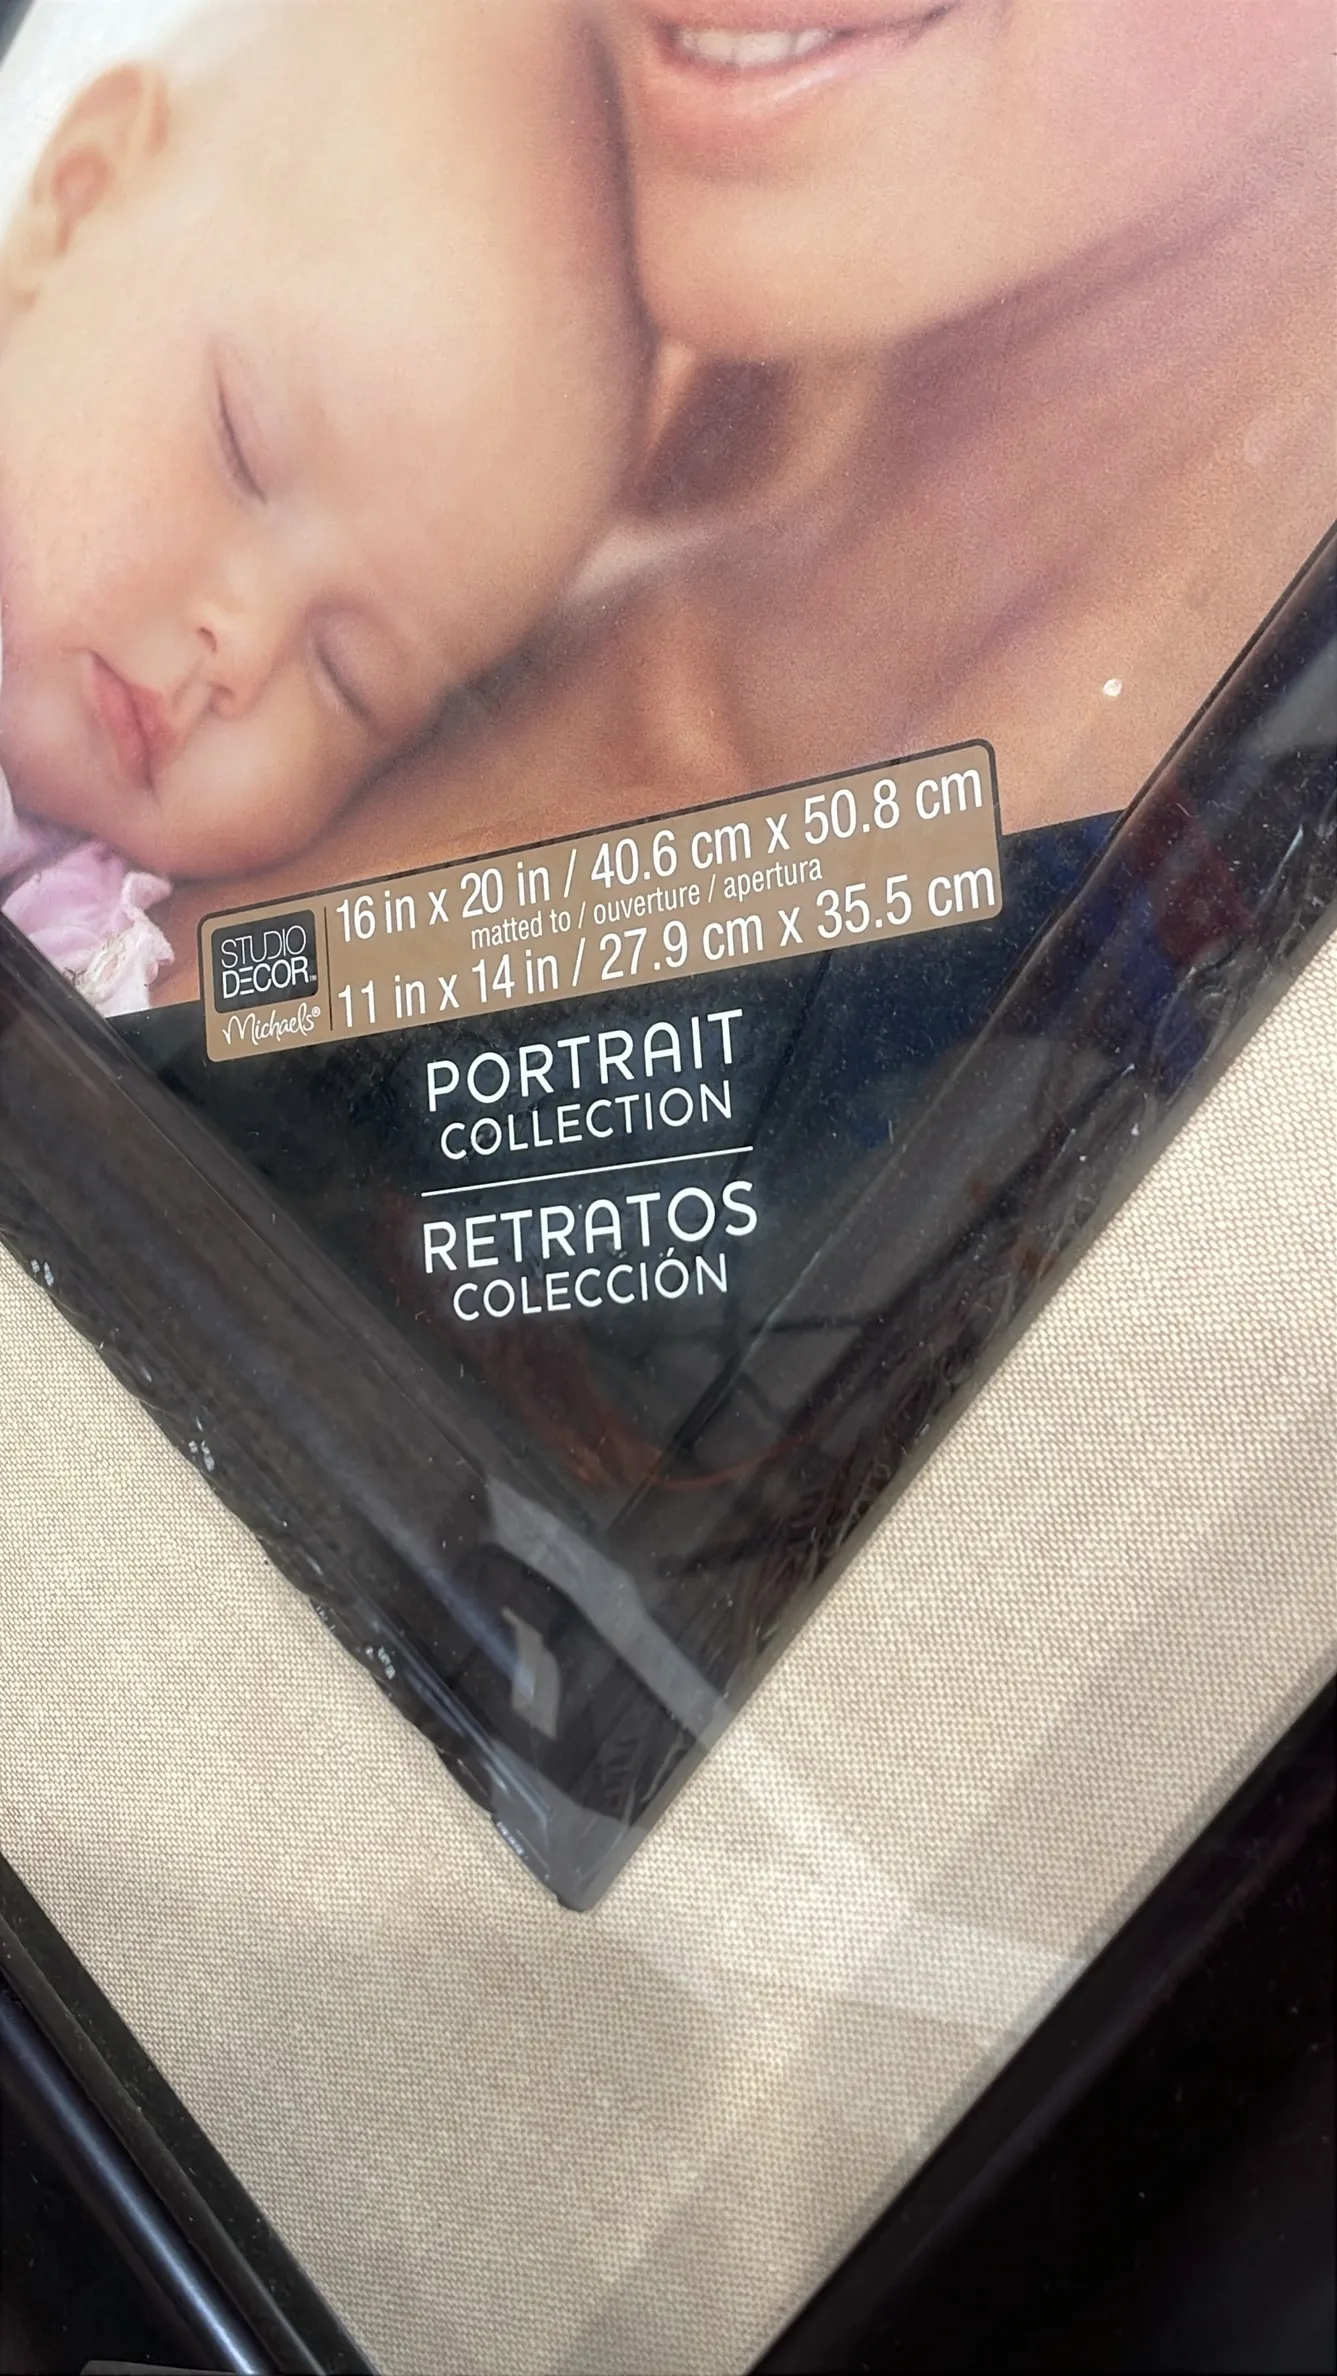 16 in x 20 in / 40.6 cm x 50.8 cm
matted to / ouverture / apertura
11 in x 14 in / 27.9 cm x 35.5 cm
STUDIO
DECOR™
Michaels®
PORTRAIT
COLLECTION
RETRATOS
COLECCIÓN